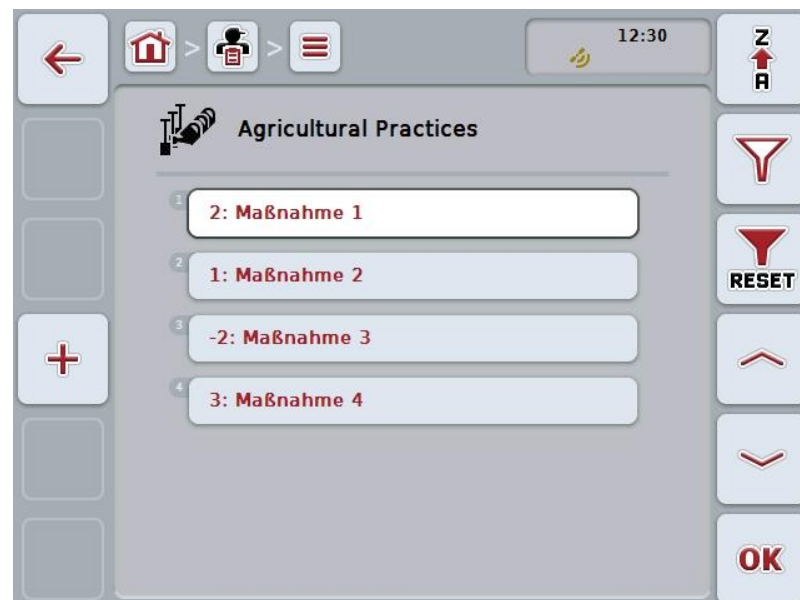 12:30
Z
A
Agricultural Practices
1
2: Maßnahme 1
2
1: Maßnahme 2
RESET
3
-2: Maßnahme 3
4
3: Maßnahme 4
OK